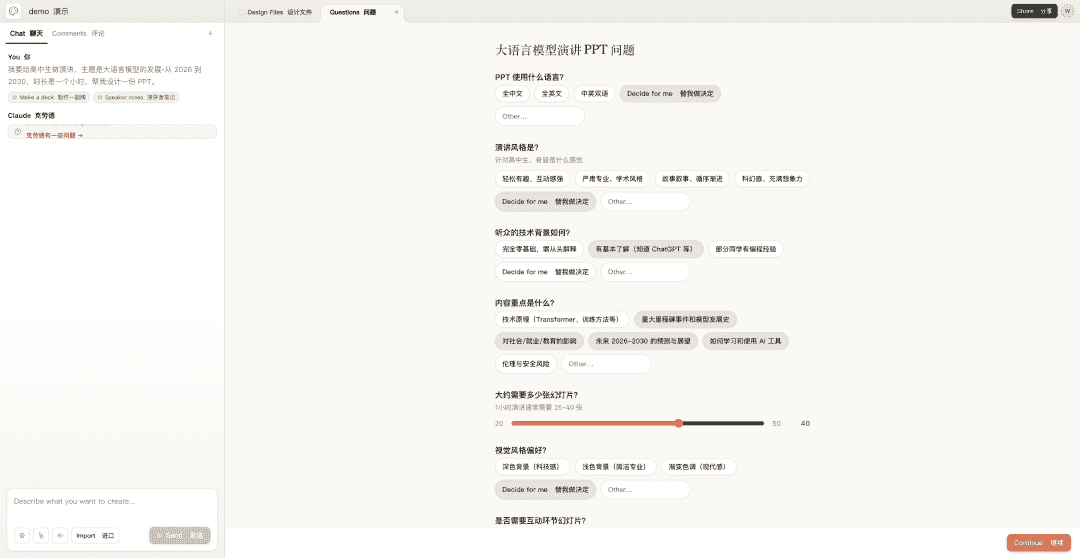 demo 演示
Design Files 设计文件
Questions 问题
×
Share 分享
W
Chat 聊天
Comments 评论
+
You 你
我要给高中生做演讲，主题是大语言模型的发展-从 2026 到
2030，时长是一个小时，帮我设计一份 PPT。
Make a deck 制作一副牌
Speaker notes 演讲者笔记
Claude 克劳德
克劳德有一些问题 →
大语言模型演讲 PPT 问题
PPT 使用什么语言?
全中文
全英文
中英双语
Decide for me 替我做决定
Other...
演讲风格是?
针对高中生，希望是什么感觉
轻松有趣、互动感强
严肃专业、学术风格
故事叙事、循序渐进
科幻感、充满想象力
Decide for me 替我做决定
Other...
听众的技术背景如何?
完全零基础，需从头解释
有基本了解（知道 ChatGPT 等）
部分同学有编程经验
Decide for me 替我做决定
Other...
内容重点是什么?
技术原理（Transformer、训练方法等）
重大里程碑事件和模型发展史
对社会/就业/教育的影响
未来 2026-2030 的预测与展望
如何学习和使用 AI 工具
伦理与安全风险
Other...
大约需要多少张幻灯片?
1小时演讲通常需要 25-40 张
20
50
40
视觉风格偏好?
深色背景（科技感）
浅色背景（简洁专业）
渐变色调（现代感）
Decide for me 替我做决定
Other...
是否需要互动环节幻灯片?
Describe what you want to create...
Import 进口
Send 发送
Continue 继续